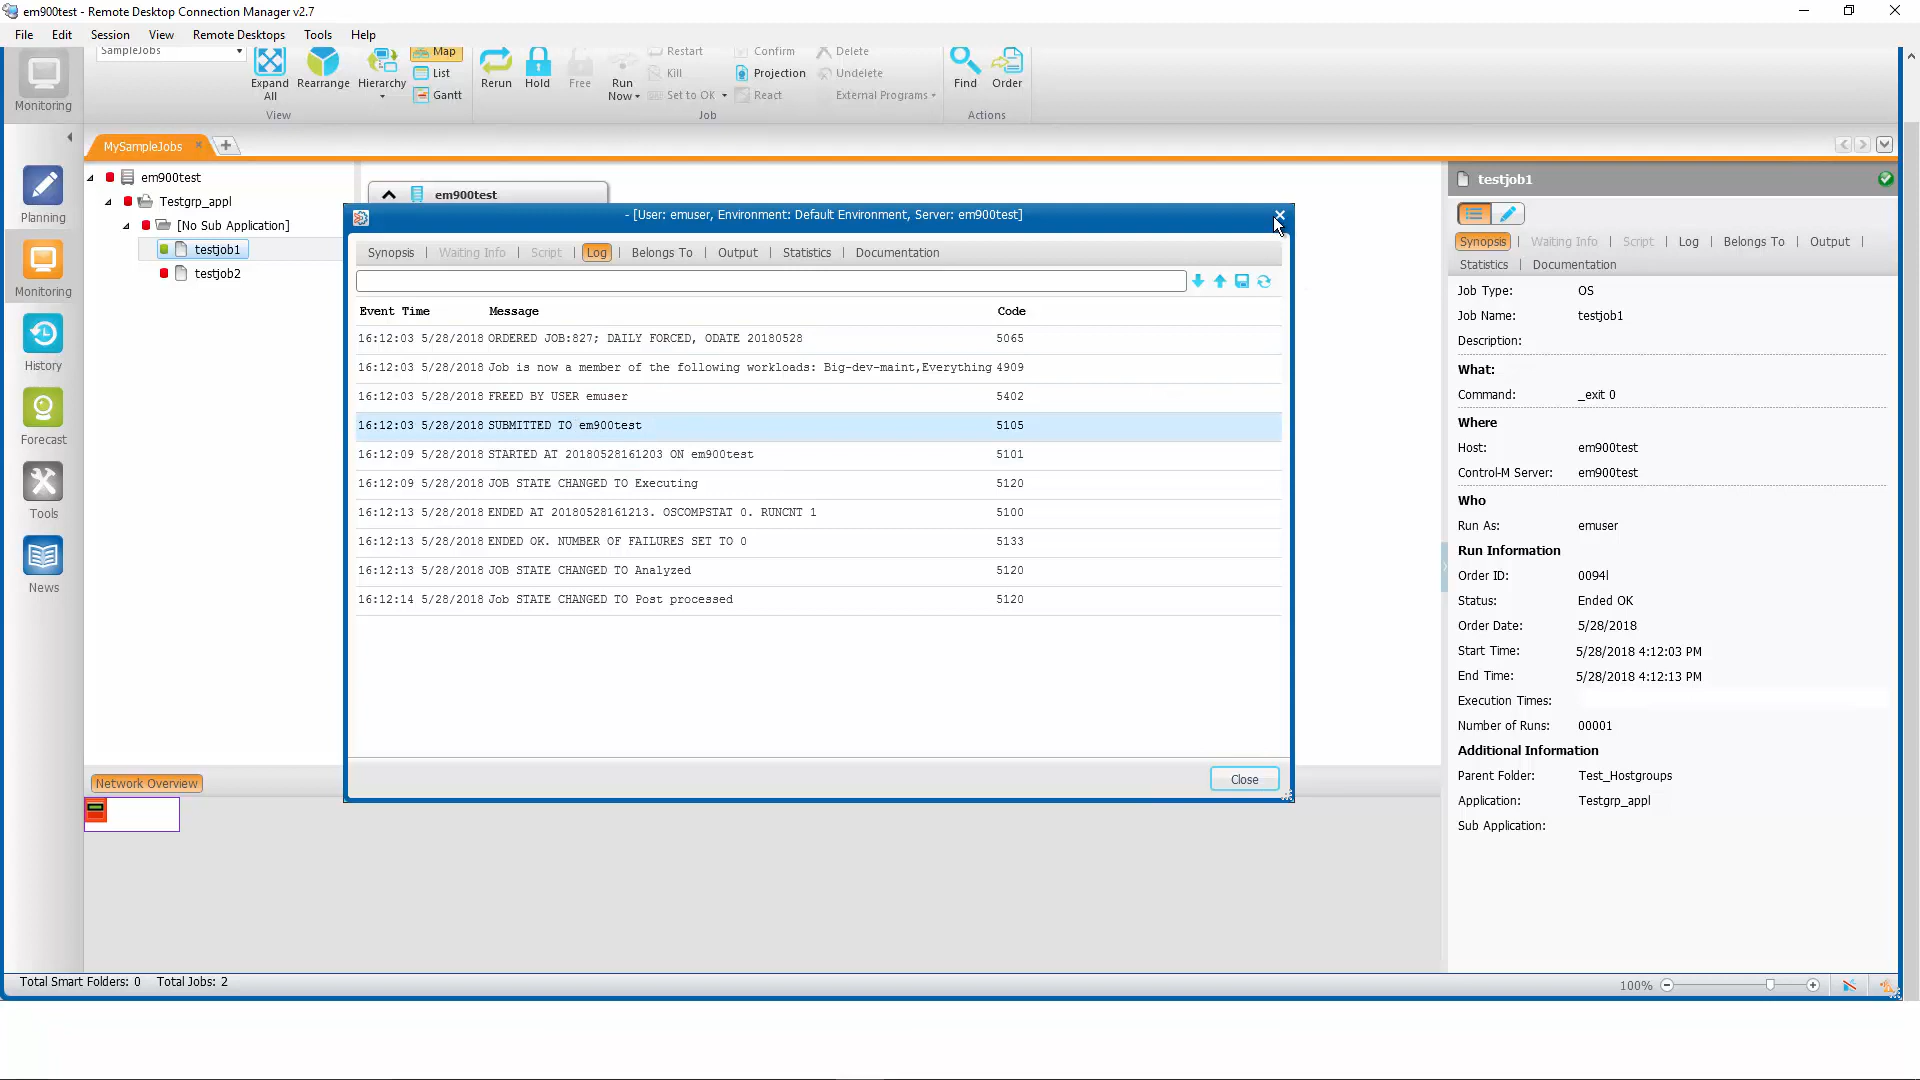 em900test - Remote Desktop Connection Manager v2.7
File Edit Session View Remote Desktops Tools Help
SampleJobs
Monitoring
Expand All
Rearrange
Hierarchy
Map
List
Gantt
View
Rerun
Hold
Free
Run Now
Restart
Kill
Set to OK
Confirm
Projection
React
Delete
Undelete
External Programs
Job
Find
Order
Actions
MySampleJobs
Planning
Monitoring
History
Forecast
Tools
News
em900test
Testgrp_appl
[No Sub Application]
testjob1
testjob2
em900test
- [User: emuser, Environment: Default Environment, Server: em900test]
Synopsis | Waiting Info | Script | Log | Belongs To | Output | Statistics | Documentation
Event Time Message Code
16:12:03 5/28/2018 ORDERED JOB:827; DAILY FORCED, ODATE 20180528 5065
16:12:03 5/28/2018 Job is now a member of the following workloads: Big-dev-maint,Everything 4909
16:12:03 5/28/2018 FREED BY USER emuser 5402
16:12:03 5/28/2018 SUBMITTED TO em900test 5105
16:12:09 5/28/2018 STARTED AT 20180528161203 ON em900test 5101
16:12:09 5/28/2018 JOB STATE CHANGED TO Executing 5120
16:12:13 5/28/2018 ENDED AT 20180528161213. OSCOMPSTAT 0. RUNCNT 1 5100
16:12:13 5/28/2018 ENDED OK. NUMBER OF FAILURES SET TO 0 5133
16:12:13 5/28/2018 JOB STATE CHANGED TO Analyzed 5120
16:12:14 5/28/2018 Job STATE CHANGED TO Post processed 5120
Close
testjob1
Synopsis | Waiting Info | Script | Log | Belongs To | Output |
Statistics | Documentation
Job Type: OS
Job Name: testjob1
Description:
What:
Command: _exit 0
Where
Host: em900test
Control-M Server: em900test
Who
Run As: emuser
Run Information
Order ID: 0094l
Status: Ended OK
Order Date: 5/28/2018
Start Time: 5/28/2018 4:12:03 PM
End Time: 5/28/2018 4:12:13 PM
Execution Times:
Number of Runs: 00001
Additional Information
Parent Folder: Test_Hostgroups
Application: Testgrp_appl
Sub Application:
Network Overview
Total Smart Folders: 0 Total Jobs: 2
100%